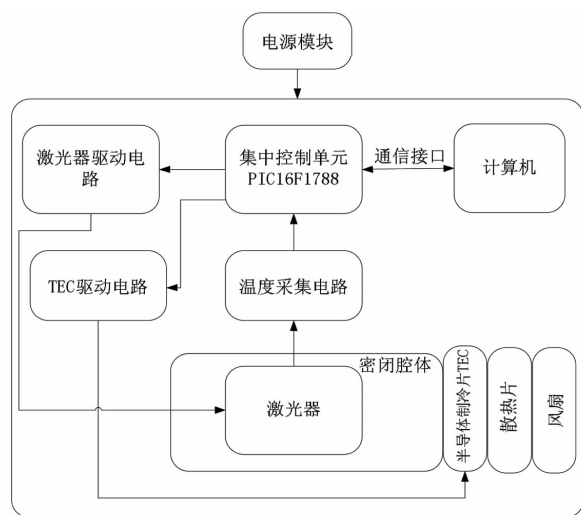 电源模块
激光器驱动电
路
集中控制单元
PIC16F1788
通信接口
计算机
TEC驱动电路
温度采集电路
密闭腔体
激光器
半导体制冷片TEC
散热片
风扇